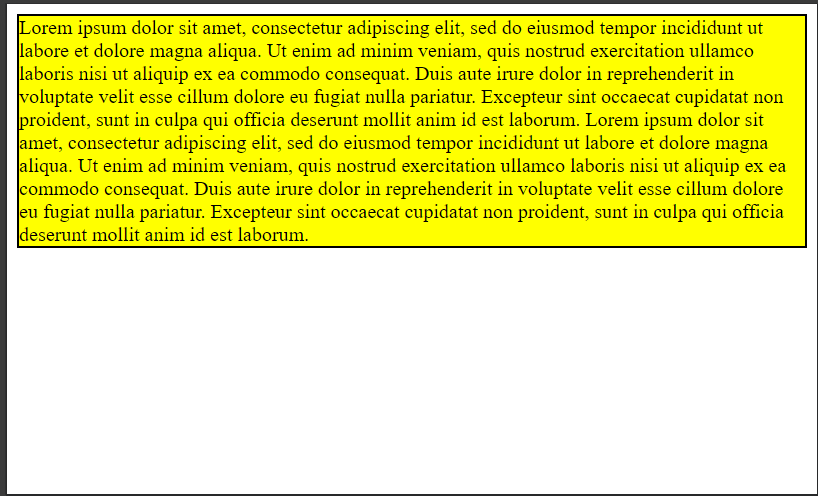 Lorem ipsum dolor sit amet, consectetur adipiscing elit, sed do eiusmod tempor incididunt ut
labore et dolore magna aliqua. Ut enim ad minim veniam, quis nostrud exercitation ullamco
laboris nisi ut aliquip ex ea commodo consequat. Duis aute irure dolor in reprehenderit in
voluptate velit esse cillum dolore eu fugiat nulla pariatur. Excepteur sint occaecat cupidatat non
proident, sunt in culpa qui officia deserunt mollit anim id est laborum. Lorem ipsum dolor sit
amet, consectetur adipiscing elit, sed do eiusmod tempor incididunt ut labore et dolore magna
aliqua. Ut enim ad minim veniam, quis nostrud exercitation ullamco laboris nisi ut aliquip ex ea
commodo consequat. Duis aute irure dolor in reprehenderit in voluptate velit esse cillum dolore
eu fugiat nulla pariatur. Excepteur sint occaecat cupidatat non proident, sunt in culpa qui officia
deserunt mollit anim id est laborum.